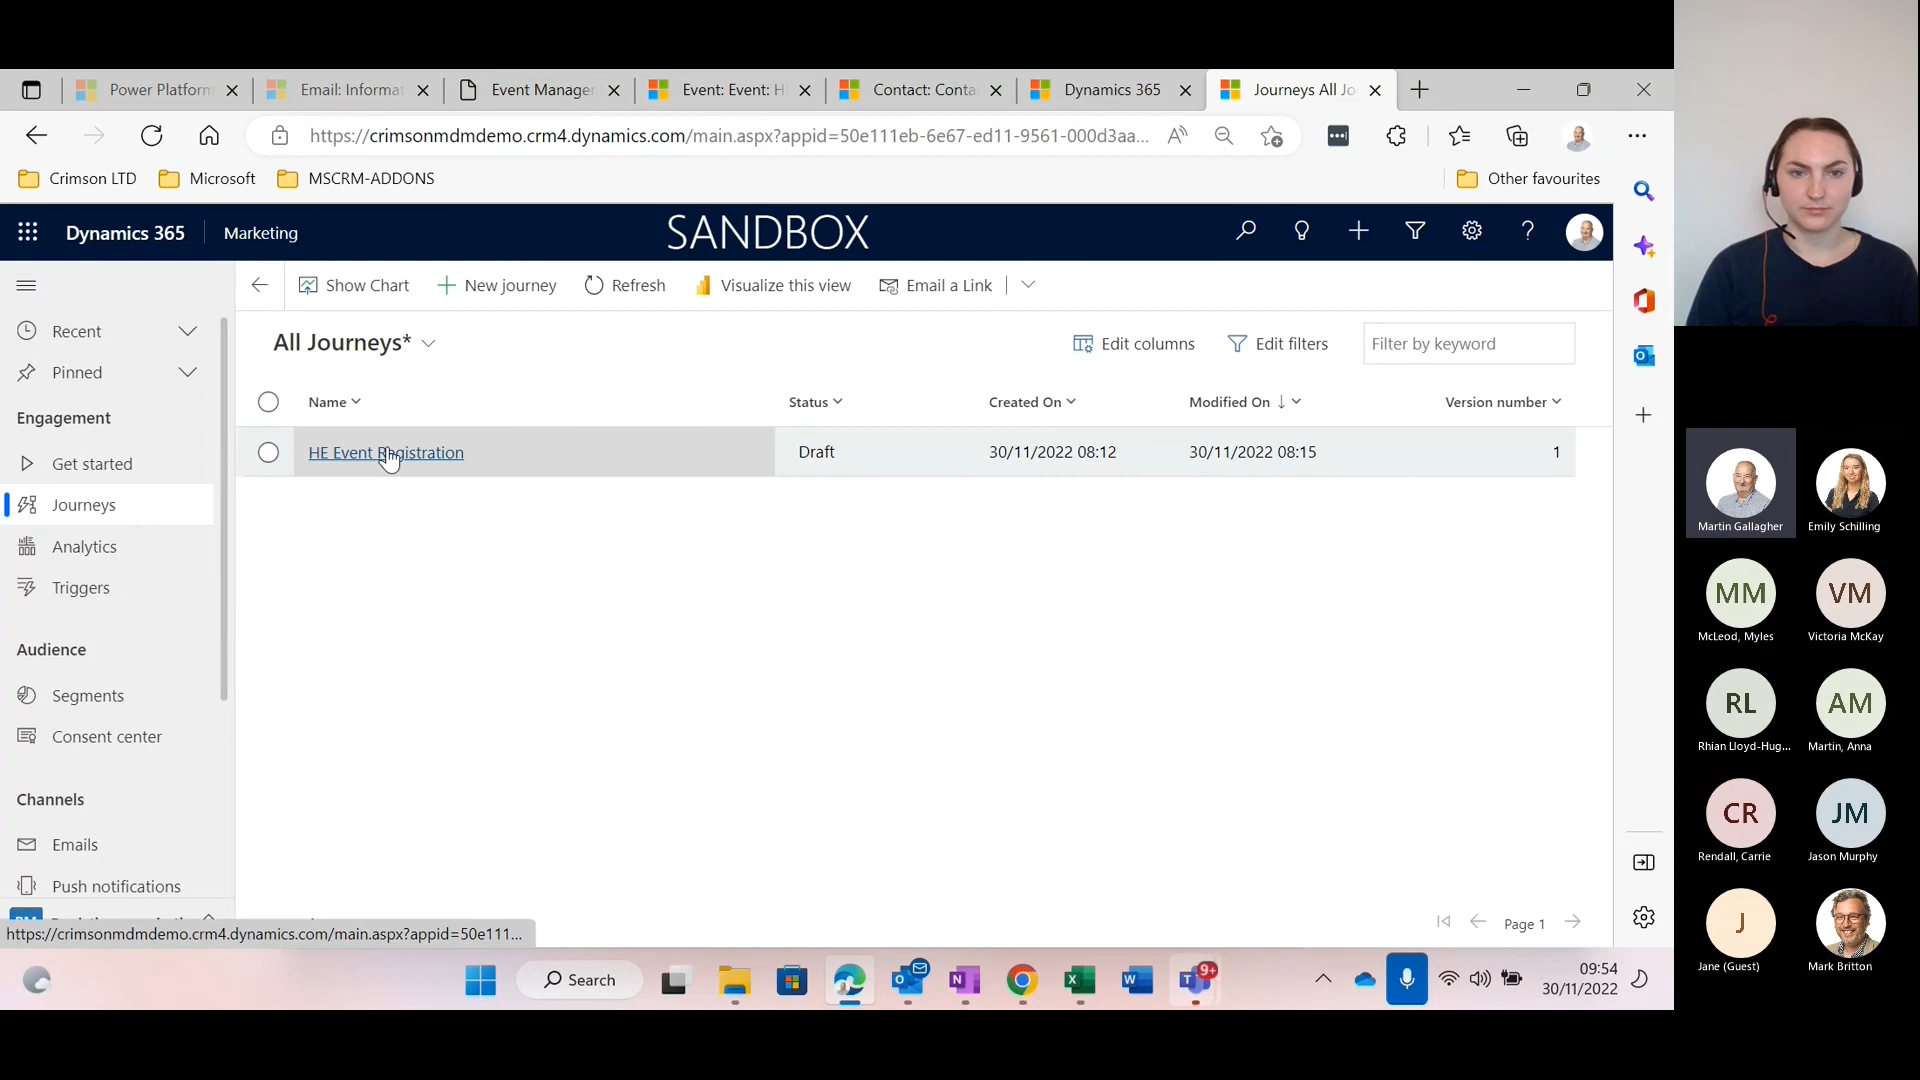 Power Platform
Email: Informat
Event Manager
Event: Event: H
Contact: Conta
Dynamics 365
Journeys All Jo
https://crimsonmdmdemo.crm4.dynamics.com/main.aspx?appid=50e111eb-6e67-ed11-9561-000d3aa...
Crimson LTD
Microsoft
MSCRM-ADDONS
Other favourites
Dynamics 365
Marketing
SANDBOX
Show Chart
New journey
Refresh
Visualize this view
Email a Link
Recent
Pinned
Engagement
Get started
Journeys
Analytics
Triggers
Audience
Segments
Consent center
Channels
Emails
Push notifications
All Journeys*
Edit columns
Edit filters
Filter by keyword
Name
Status
Created On
Modified On
Version number
HE Event Registration
Draft
30/11/2022 08:12
30/11/2022 08:15
1
Page 1
https://crimsonmdmdemo.crm4.dynamics.com/main.aspx?appid=50e111...
Search
9+
09:54
30/11/2022
Martin Gallagher
Emily Schilling
MM
McLeod, Myles
VM
Victoria McKay
RL
Rhian Lloyd-Hug...
AM
Martin, Anna
CR
Rendall, Carrie
JM
Jason Murphy
J
Jane (Guest)
Mark Britton